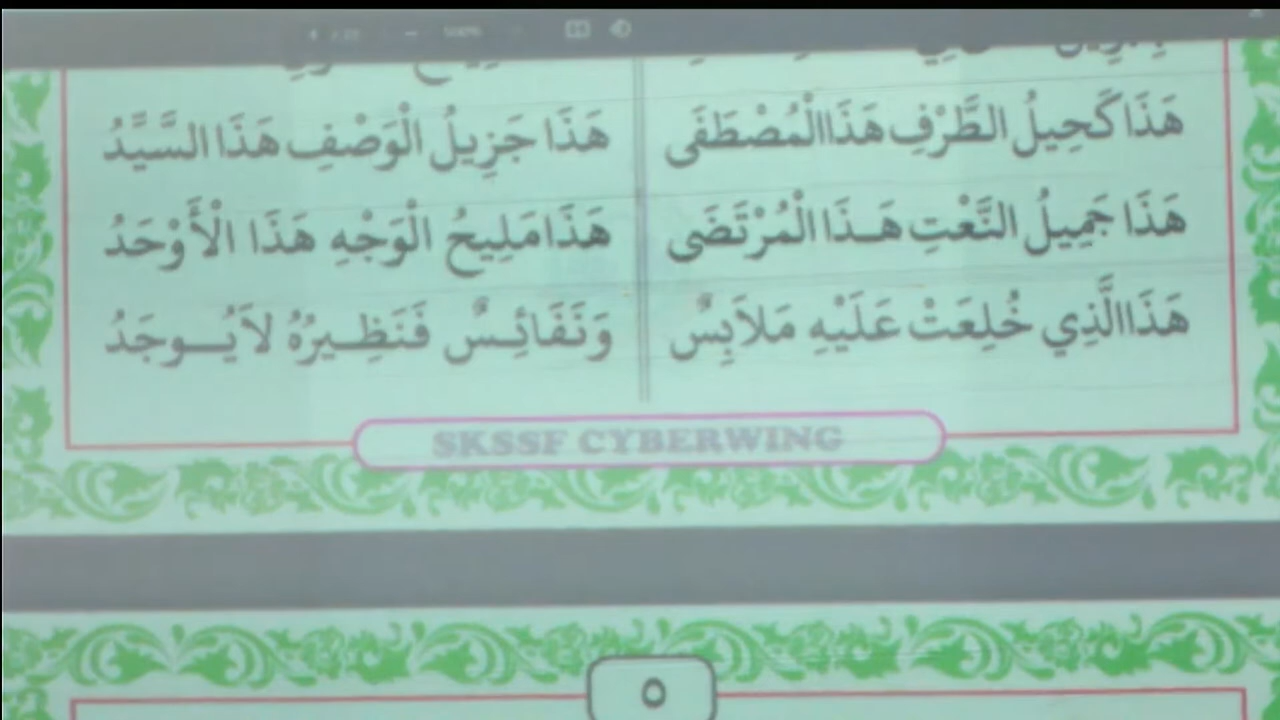 هَذَا كَحِيلُ الطَّرْفِ هَذَا الْمُصْطَفَى هَذَا جَزِيلُ الْوَصْفِ هَذَا السَّيِّدُ
هَذَا جَمِيلُ النَّعْتِ هَـذَا الْمُرْتَضَى هَذَا مَلِيحُ الْوَجْهِ هَذَا الْأَوْحَدُ
هَذَا الَّذِي خُلِعَتْ عَلَيْهِ مَلَابِسٌ وَنَفَائِسٌ فَنَظِيرُهُ لَا يُوجَدُ
SKSSF CYBERWING
٥